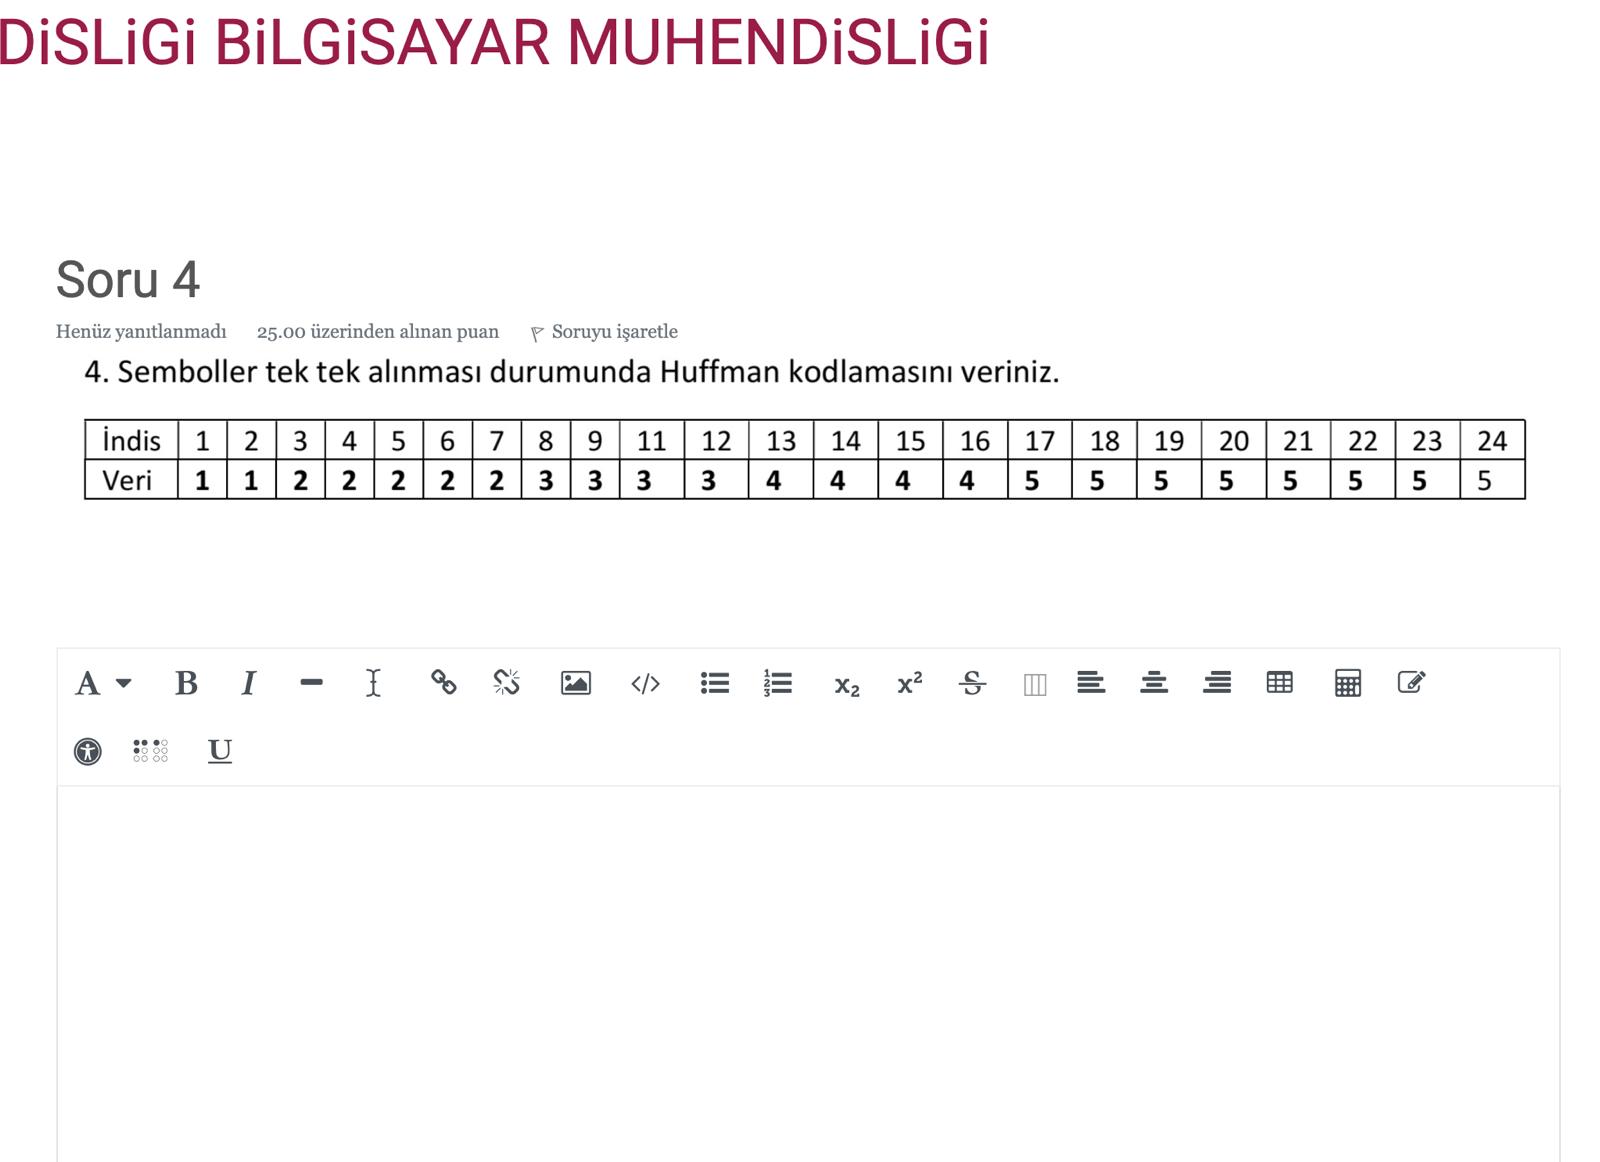 DiSLiGi BiLGiSAYAR MUHENDiSLiGi
Soru 4
Henüz yanıtlanmadı 25.00 üzerinden alınan puan Soruyu işaretle
4. Semboller tek tek alınması durumunda Huffman kodlamasını veriniz.
İndis 1 2 3 4 5 6 7 8 9 11 12 13 14 15 16 17 18 19 20 21 22 23 24
Veri 1 1 2 2 2 2 2 3 3 3 3 4 4 4 4 5 5 5 5 5 5 5 5
A B I </> x₂ x² S
U